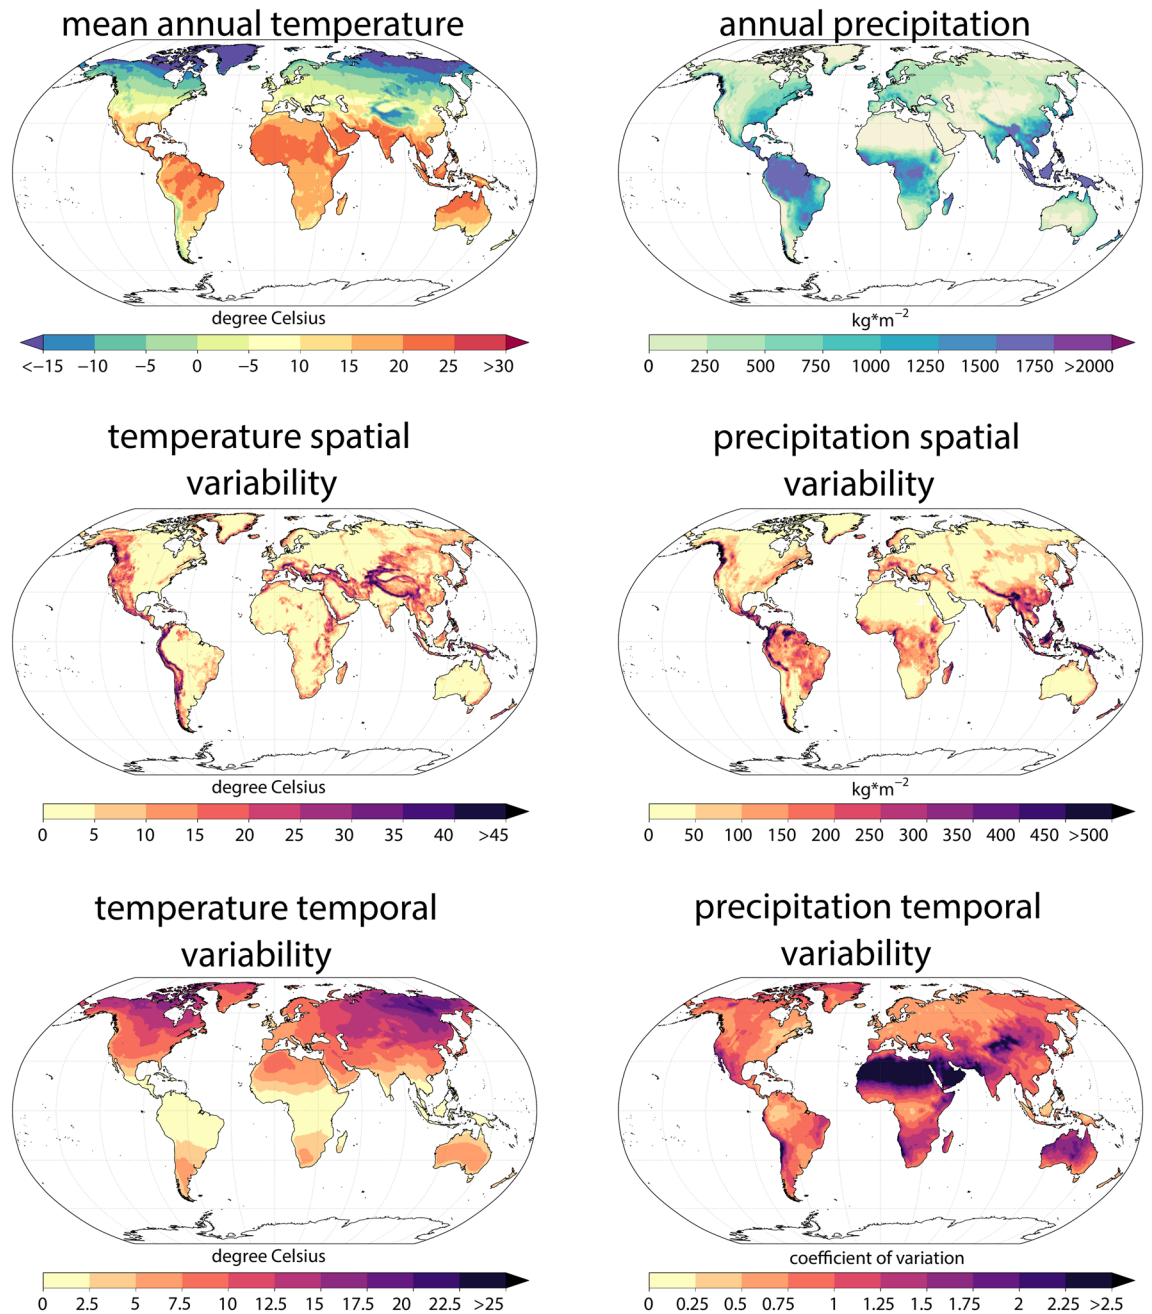 mean annual temperature
annual precipitation
degree Celsius
kg*m−2
<−15 −10 −5 0 −5 10 15 20 25 >30
0 250 500 750 1000 1250 1500 1750 >2000
temperature spatial
variability
precipitation spatial
variability
degree Celsius
kg*m−2
0 5 10 15 20 25 30 35 40 >45
0 50 100 150 200 250 300 350 400 450 >500
temperature temporal
variability
precipitation temporal
variability
degree Celsius
coefficient of variation
0 2.5 5 7.5 10 12.5 15 17.5 20 22.5 >25
0 0.25 0.5 0.75 1 1.25 1.5 1.75 2 2.25 >2.5